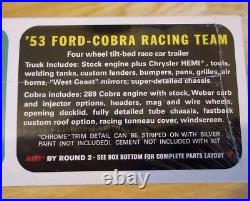 '53 FORD-COBRA RACING TEAM
Four wheel tilt-bed race car trailer
Truck Includes: Stock engine plus Chrysler HEMI®, tools,
welding tanks, custom fenders, bumpers, pans, grilles, air
horns, "West Coast" mirrors, super-detailed chassis.
Cobra includes: 289 Cobra engine with stock, Weber carb
and injector options, headers, mag and wire wheels,
opening decklid, fully detailed chassis with suspension,
custom roof option, racing tonneau cover, windscreen.
"CHROME" TRIM DETAIL CAN BE STRIPED ON WITH SILVER
PAINT (NOT INCLUDED). CEMENT NOT INCLUDED WITH KIT
BY ROUND 2 - SEE BOX BOTTOM FOR COMPLETE PARTS LAYOUT